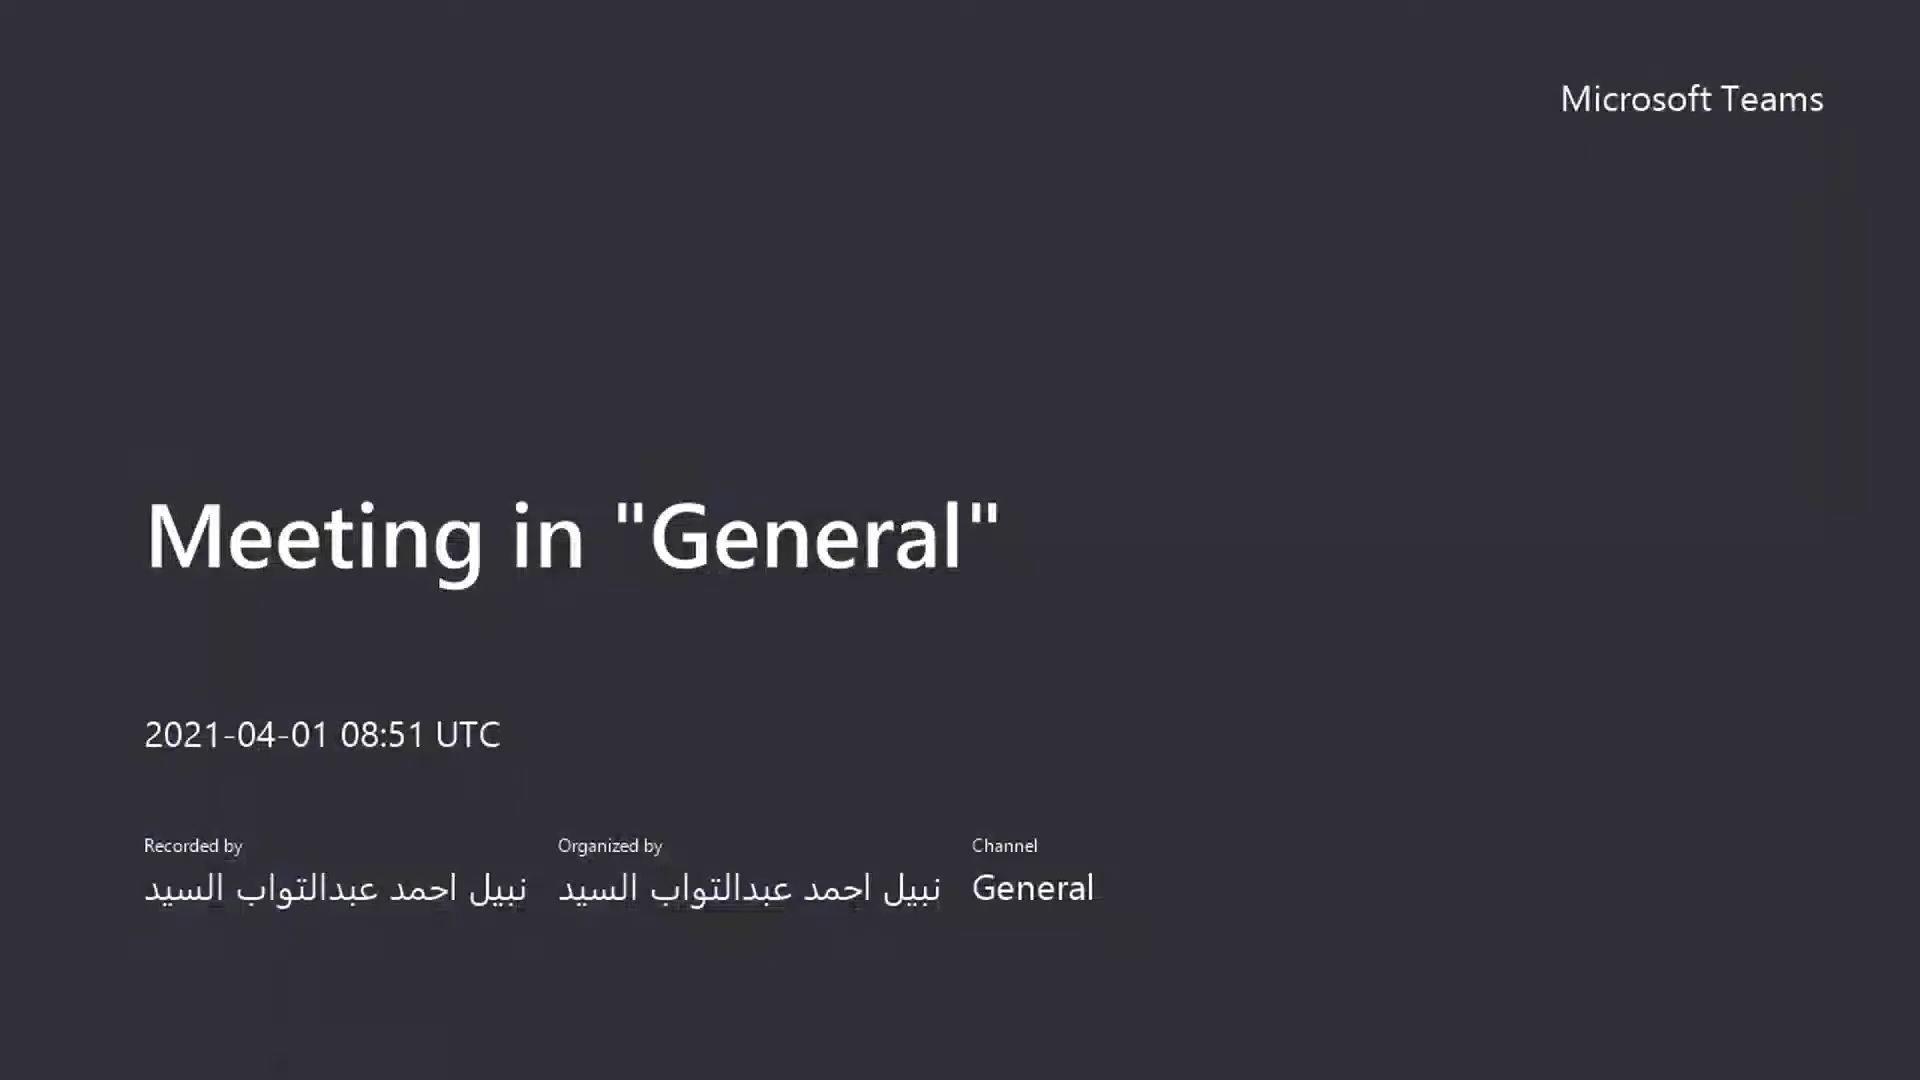 Microsoft Teams
Meeting in "General"
2021-04-01 08:51 UTC
Recorded by
نبيل احمد عبدالتواب السيد
Organized by
نبيل احمد عبدالتواب السيد
Channel
General